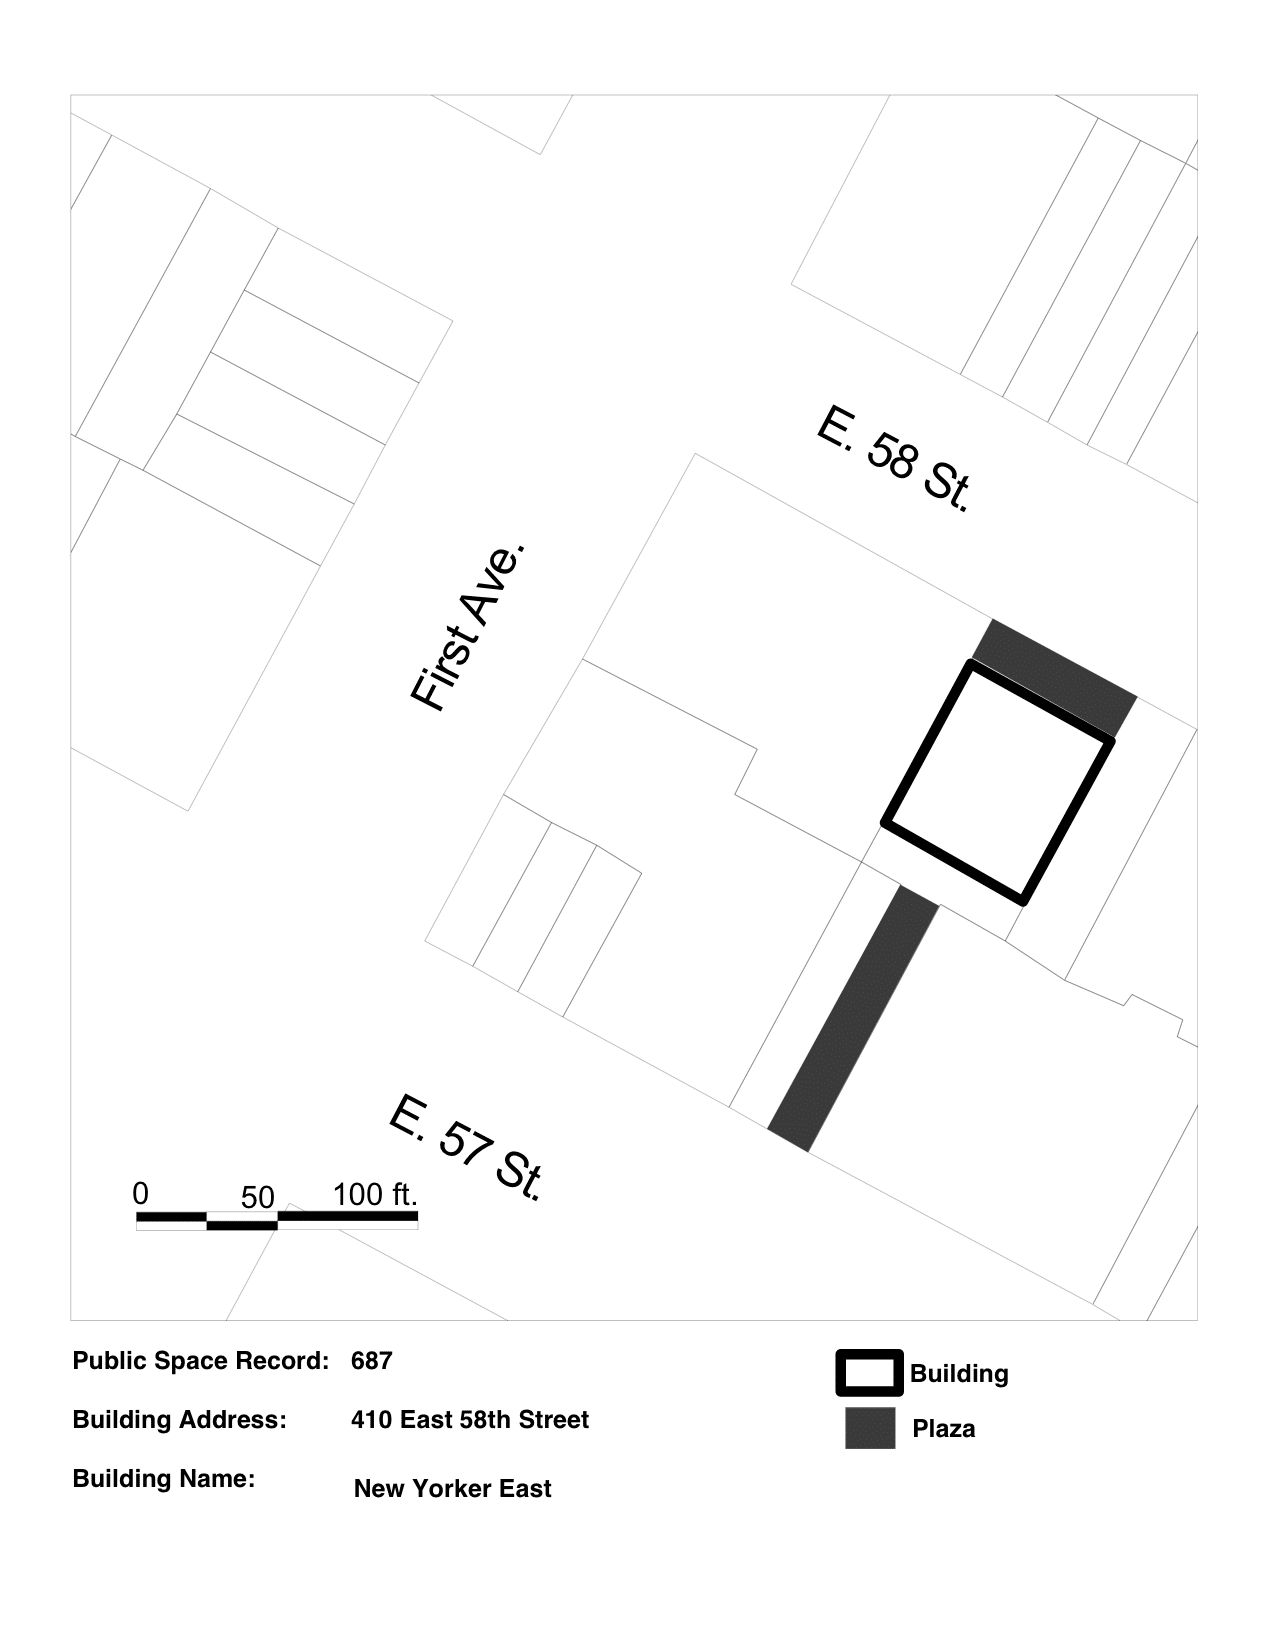 E. 58 St.
First Ave.
E. 57 St.
0 50 100 ft.
Public Space Record: 687
Building Address: 410 East 58th Street
Building Name: New Yorker East
Building
Plaza